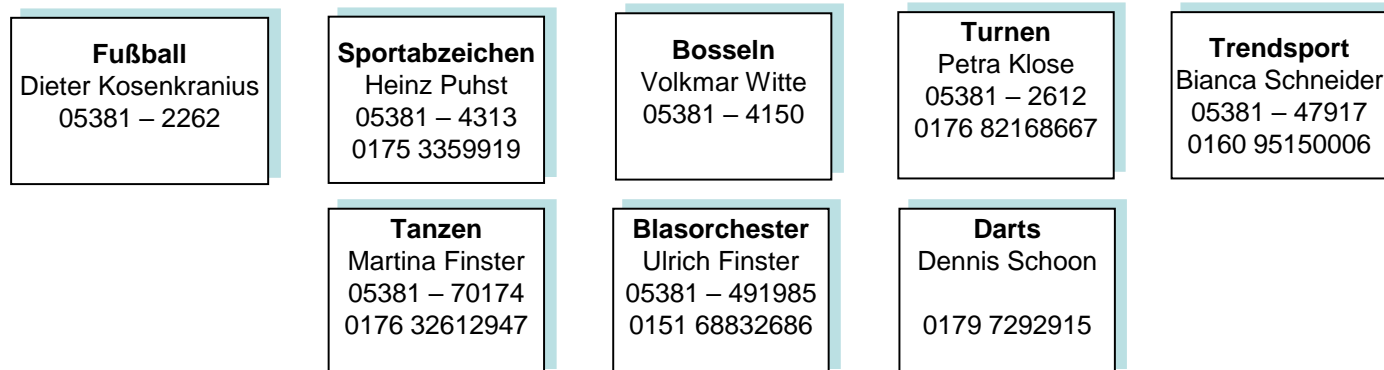 Fußball
Dieter Kosenkranius
05381 – 2262
Sportabzeichen
Heinz Puhst
05381 – 4313
0175 3359919
Bosseln
Volkmar Witte
05381 – 4150
Turnen
Petra Klose
05381 – 2612
0176 82168667
Trendsport
Bianca Schneider
05381 – 47917
0160 95150006
Tanzen
Martina Finster
05381 – 70174
0176 32612947
Blasorchester
Ulrich Finster
05381 – 491985
0151 68832686
Darts
Dennis Schoon
0179 7292915